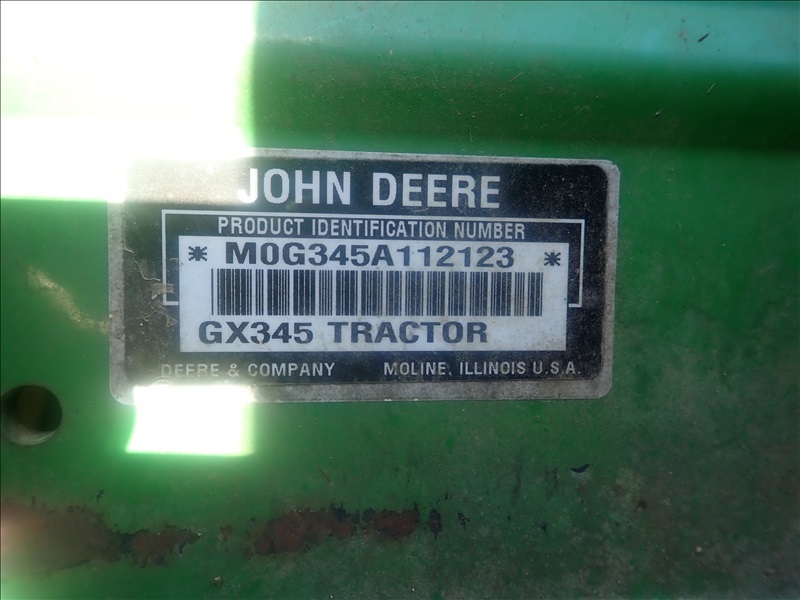 JOHN DEERE
PRODUCT IDENTIFICATION NUMBER
* M0G345A112123 *
GX345 TRACTOR
DEERE & COMPANY MOLINE, ILLINOIS U.S.A.